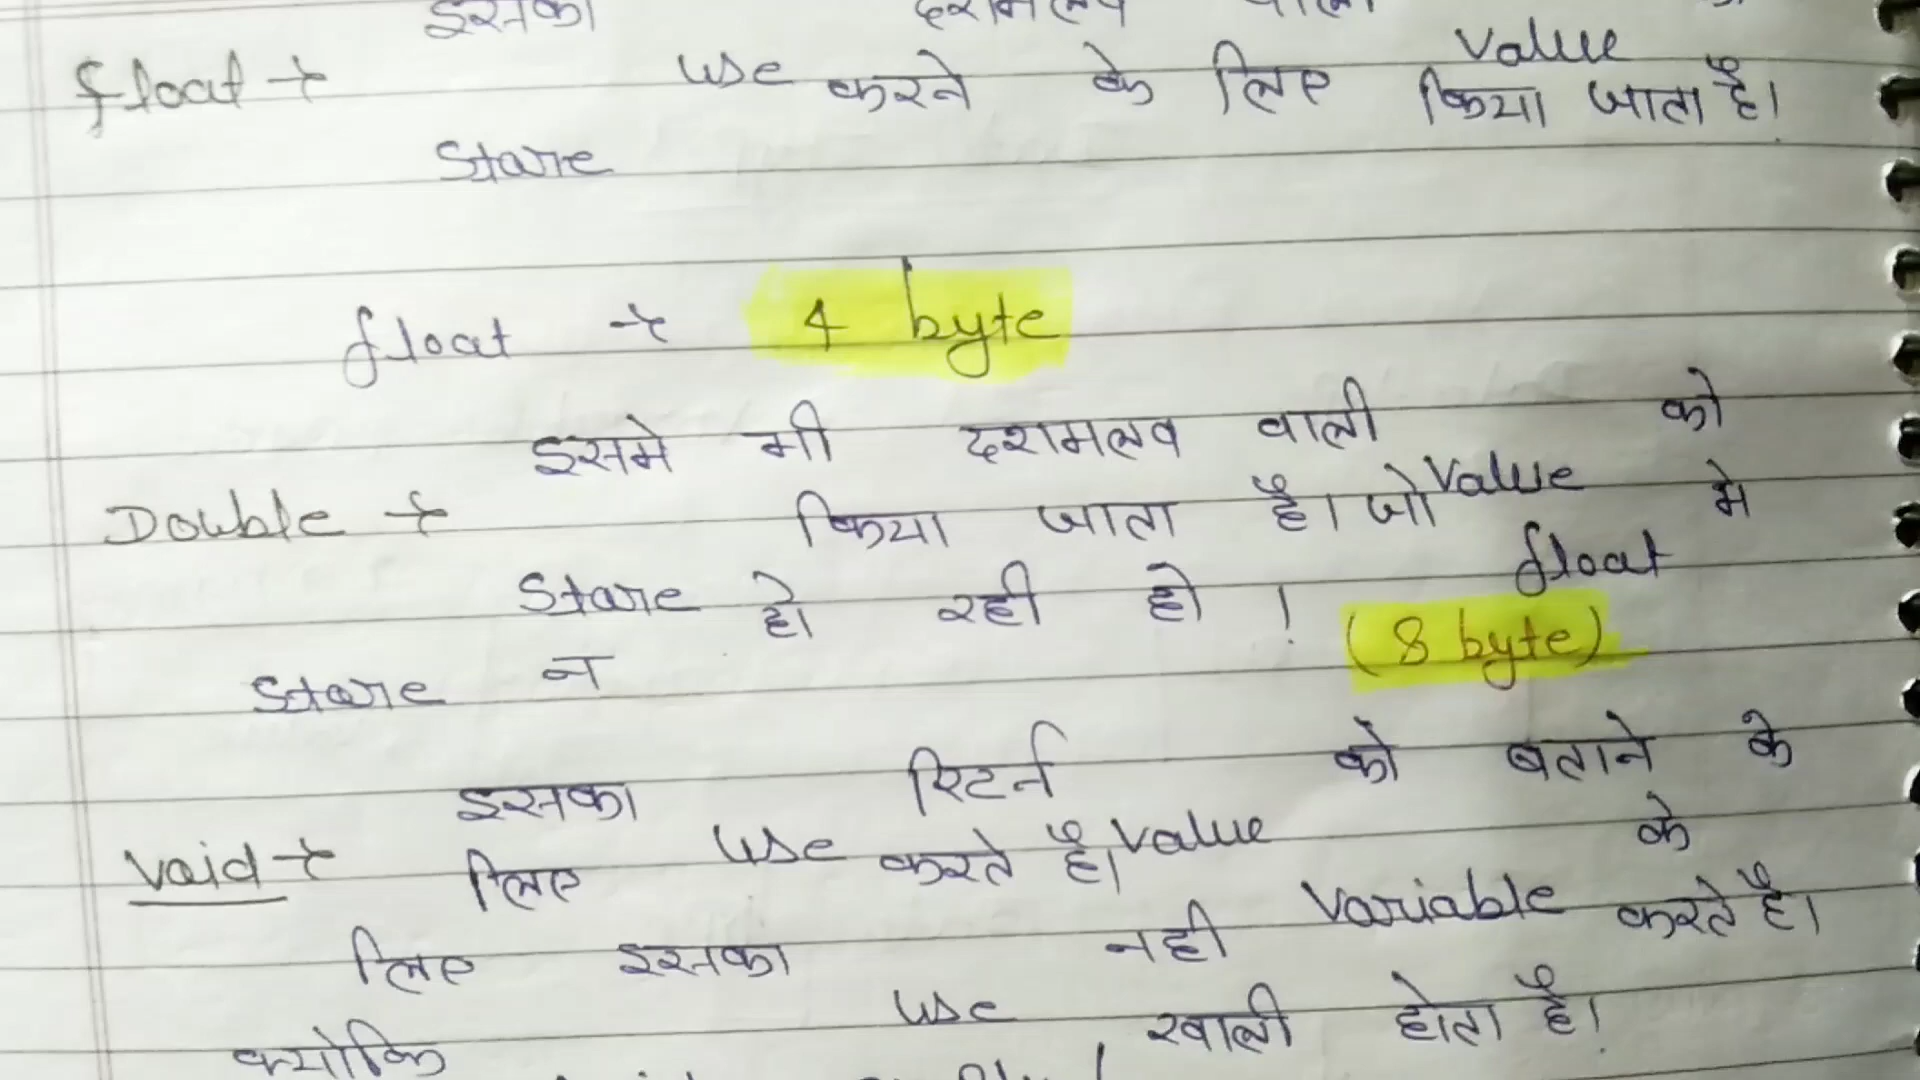 float → इसका use दशमलव वाली value को
Store करने के लिए किया जाता है।
float → 4 byte
Double → इसमे भी दशमलव वाली Value को
Store किया जाता है। जो float मे
Store न हो रही हो ! (8 byte)
Void → इसका use रिटर्न value को बताने के
लिए करते है। Variable के
लिए इसका use नही करते है।
क्योकि खाली होता है।